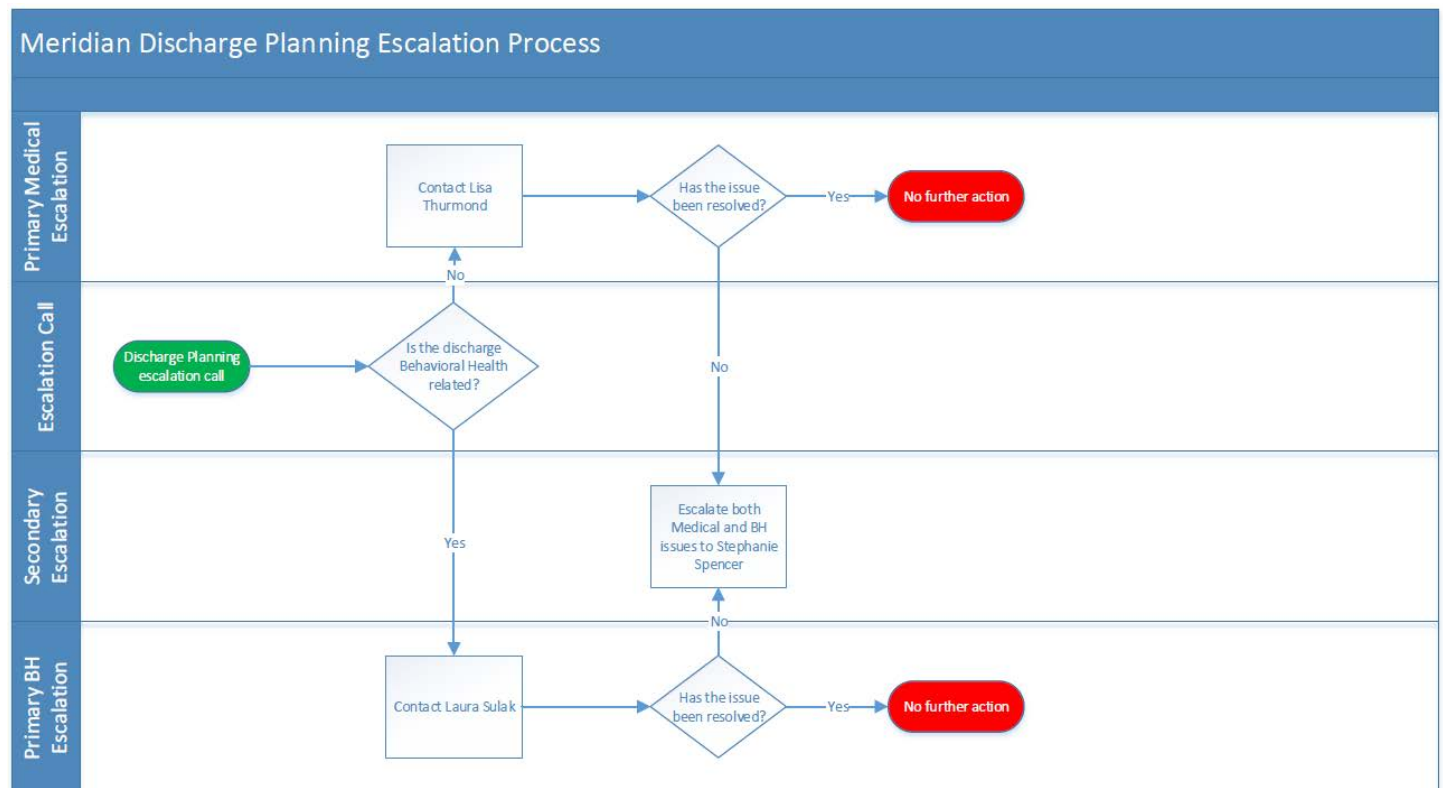 Meridian Discharge Planning Escalation Process
Primary Medical
Escalation
Contact Lisa
Thurmond
Has the issue
been resolved?
Yes
No further action
No
Escalation Call
Discharge Planning
escalation call
Is the discharge
Behavioral Health
related?
No
Secondary
Escalation
Yes
Escalate both
Medical and BH
issues to Stephanie
Spencer
No
Primary BH
Escalation
Contact Laura Sulak
Has the issue
been resolved?
Yes
No further action